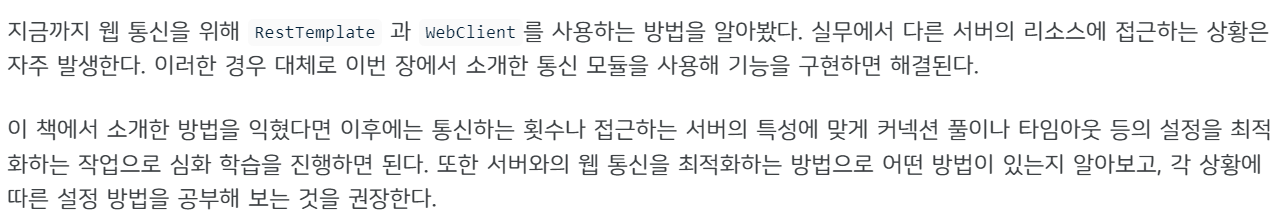 지금까지 웹 통신을 위해 RestTemplate 과 WebClient 를 사용하는 방법을 알아봤다. 실무에서 다른 서버의 리소스에 접근하는 상황은
자주 발생한다. 이러한 경우 대체로 이번 장에서 소개한 통신 모듈을 사용해 기능을 구현하면 해결된다.
이 책에서 소개한 방법을 익혔다면 이후에는 통신하는 횟수나 접근하는 서버의 특성에 맞게 커넥션 풀이나 타임아웃 등의 설정을 최적
화하는 작업으로 심화 학습을 진행하면 된다. 또한 서버와의 웹 통신을 최적화하는 방법으로 어떤 방법이 있는지 알아보고, 각 상황에
따른 설정 방법을 공부해 보는 것을 권장한다.